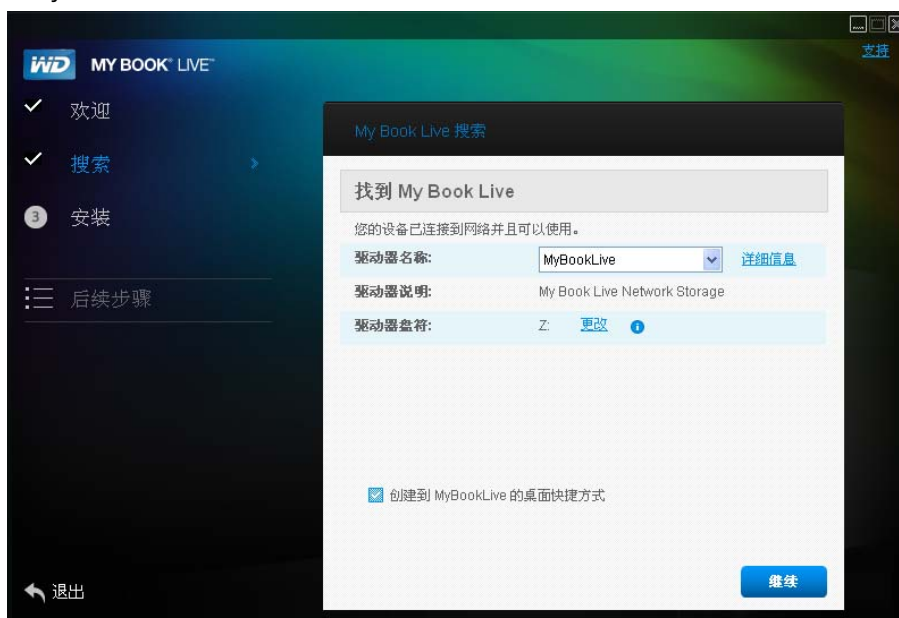 WD MY BOOK® LIVE™
支持
欢迎
搜索
3 安装
后续步骤
退出
My Book Live 搜索
找到 My Book Live
您的设备已连接到网络并且可以使用。
驱动器名称: MyBookLive 详细信息
驱动器说明: My Book Live Network Storage
驱动器盘符: Z: 更改
创建到 MyBookLive 的桌面快捷方式
继续